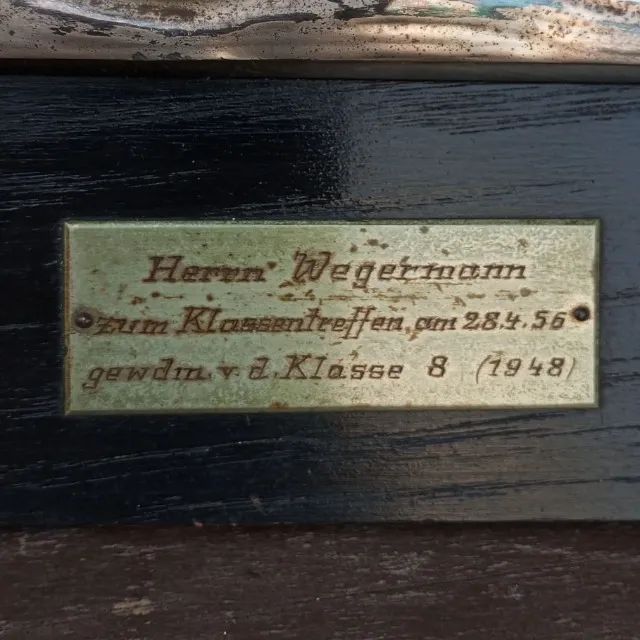 Herrn Wegermann
zum Klassentreffen, am 28.4.56
gewdm. v. d. Klasse 8 (1948)